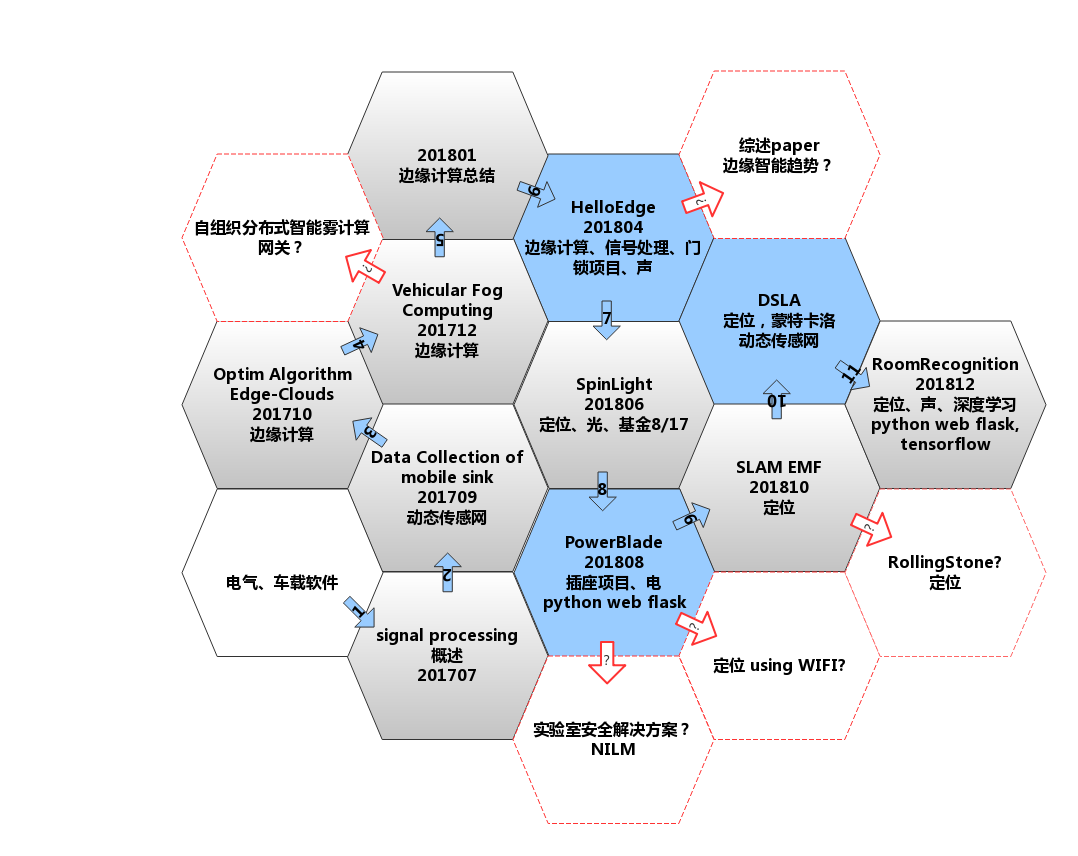 201801
边缘计算总结
综述paper
边缘智能趋势？
6
?
HelloEdge
201804
边缘计算、信号处理、门
锁项目、声
自组织分布式智能雾计算
网关？
5
?
Vehicular Fog
Computing
201712
边缘计算
7
DSLA
定位，蒙特卡洛
动态传感网
4
11
Optim Algorithm
Edge-Clouds
201710
边缘计算
SpinLight
201806
定位、光、基金8/17
10
RoomRecognition
201812
定位、声、深度学习
python web flask,
tensorflow
3
Data Collection of
mobile sink
201709
动态传感网
8
SLAM EMF
201810
定位
9
?
PowerBlade
201808
插座项目、电
python web flask
RollingStone?
定位
电气、车载软件
2
1
signal processing
概述
201707
?
?
定位 using WIFI?
实验室安全解决方案？
NILM